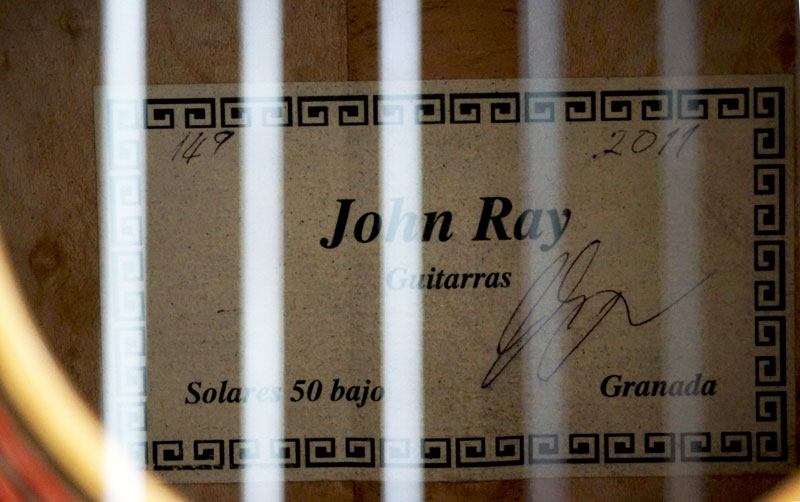 149 2011
John Ray
Guitarras
Solares 50 bajo Granada